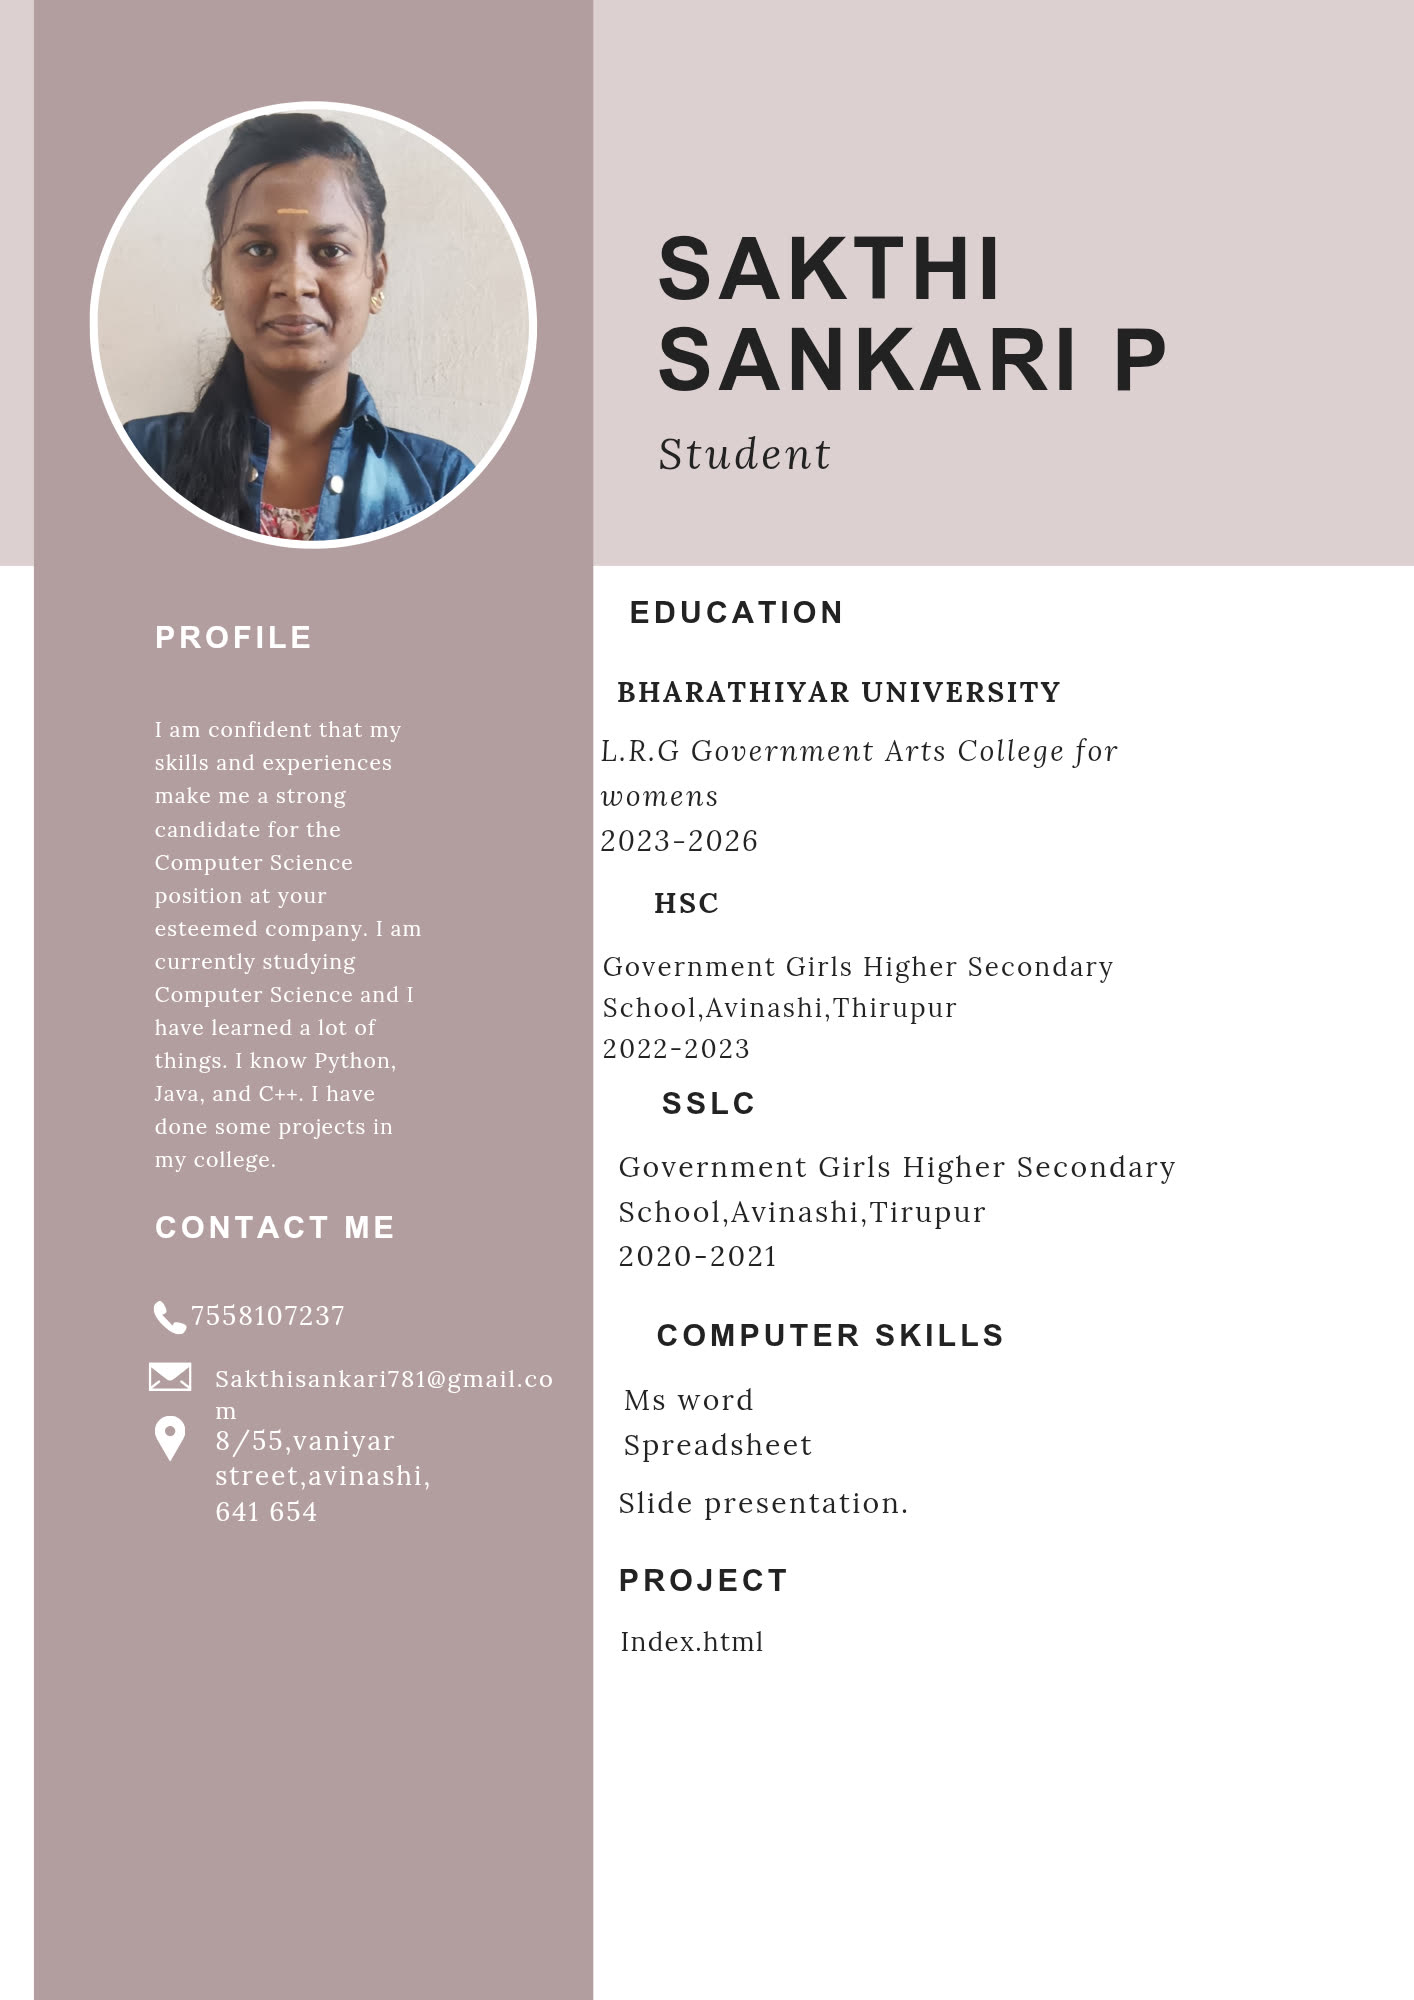 SAKTHI
SANKARI P
Student
PROFILE
I am confident that my
skills and experiences
make me a strong
candidate for the
Computer Science
position at your
esteemed company. I am
currently studying
Computer Science and I
have learned a lot of
things. I know Python,
Java, and C++. I have
done some projects in
my college.
CONTACT ME
7558107237
Sakthisankari781@gmail.co
m
8/55,vaniyar
street,avinashi,
641 654
EDUCATION
BHARATHIYAR UNIVERSITY
L.R.G Government Arts College for
womens
2023-2026
HSC
Government Girls Higher Secondary
School,Avinashi,Thirupur
2022-2023
SSLC
Government Girls Higher Secondary
School,Avinashi,Tirupur
2020-2021
COMPUTER SKILLS
Ms word
Spreadsheet
Slide presentation.
PROJECT
Index.html